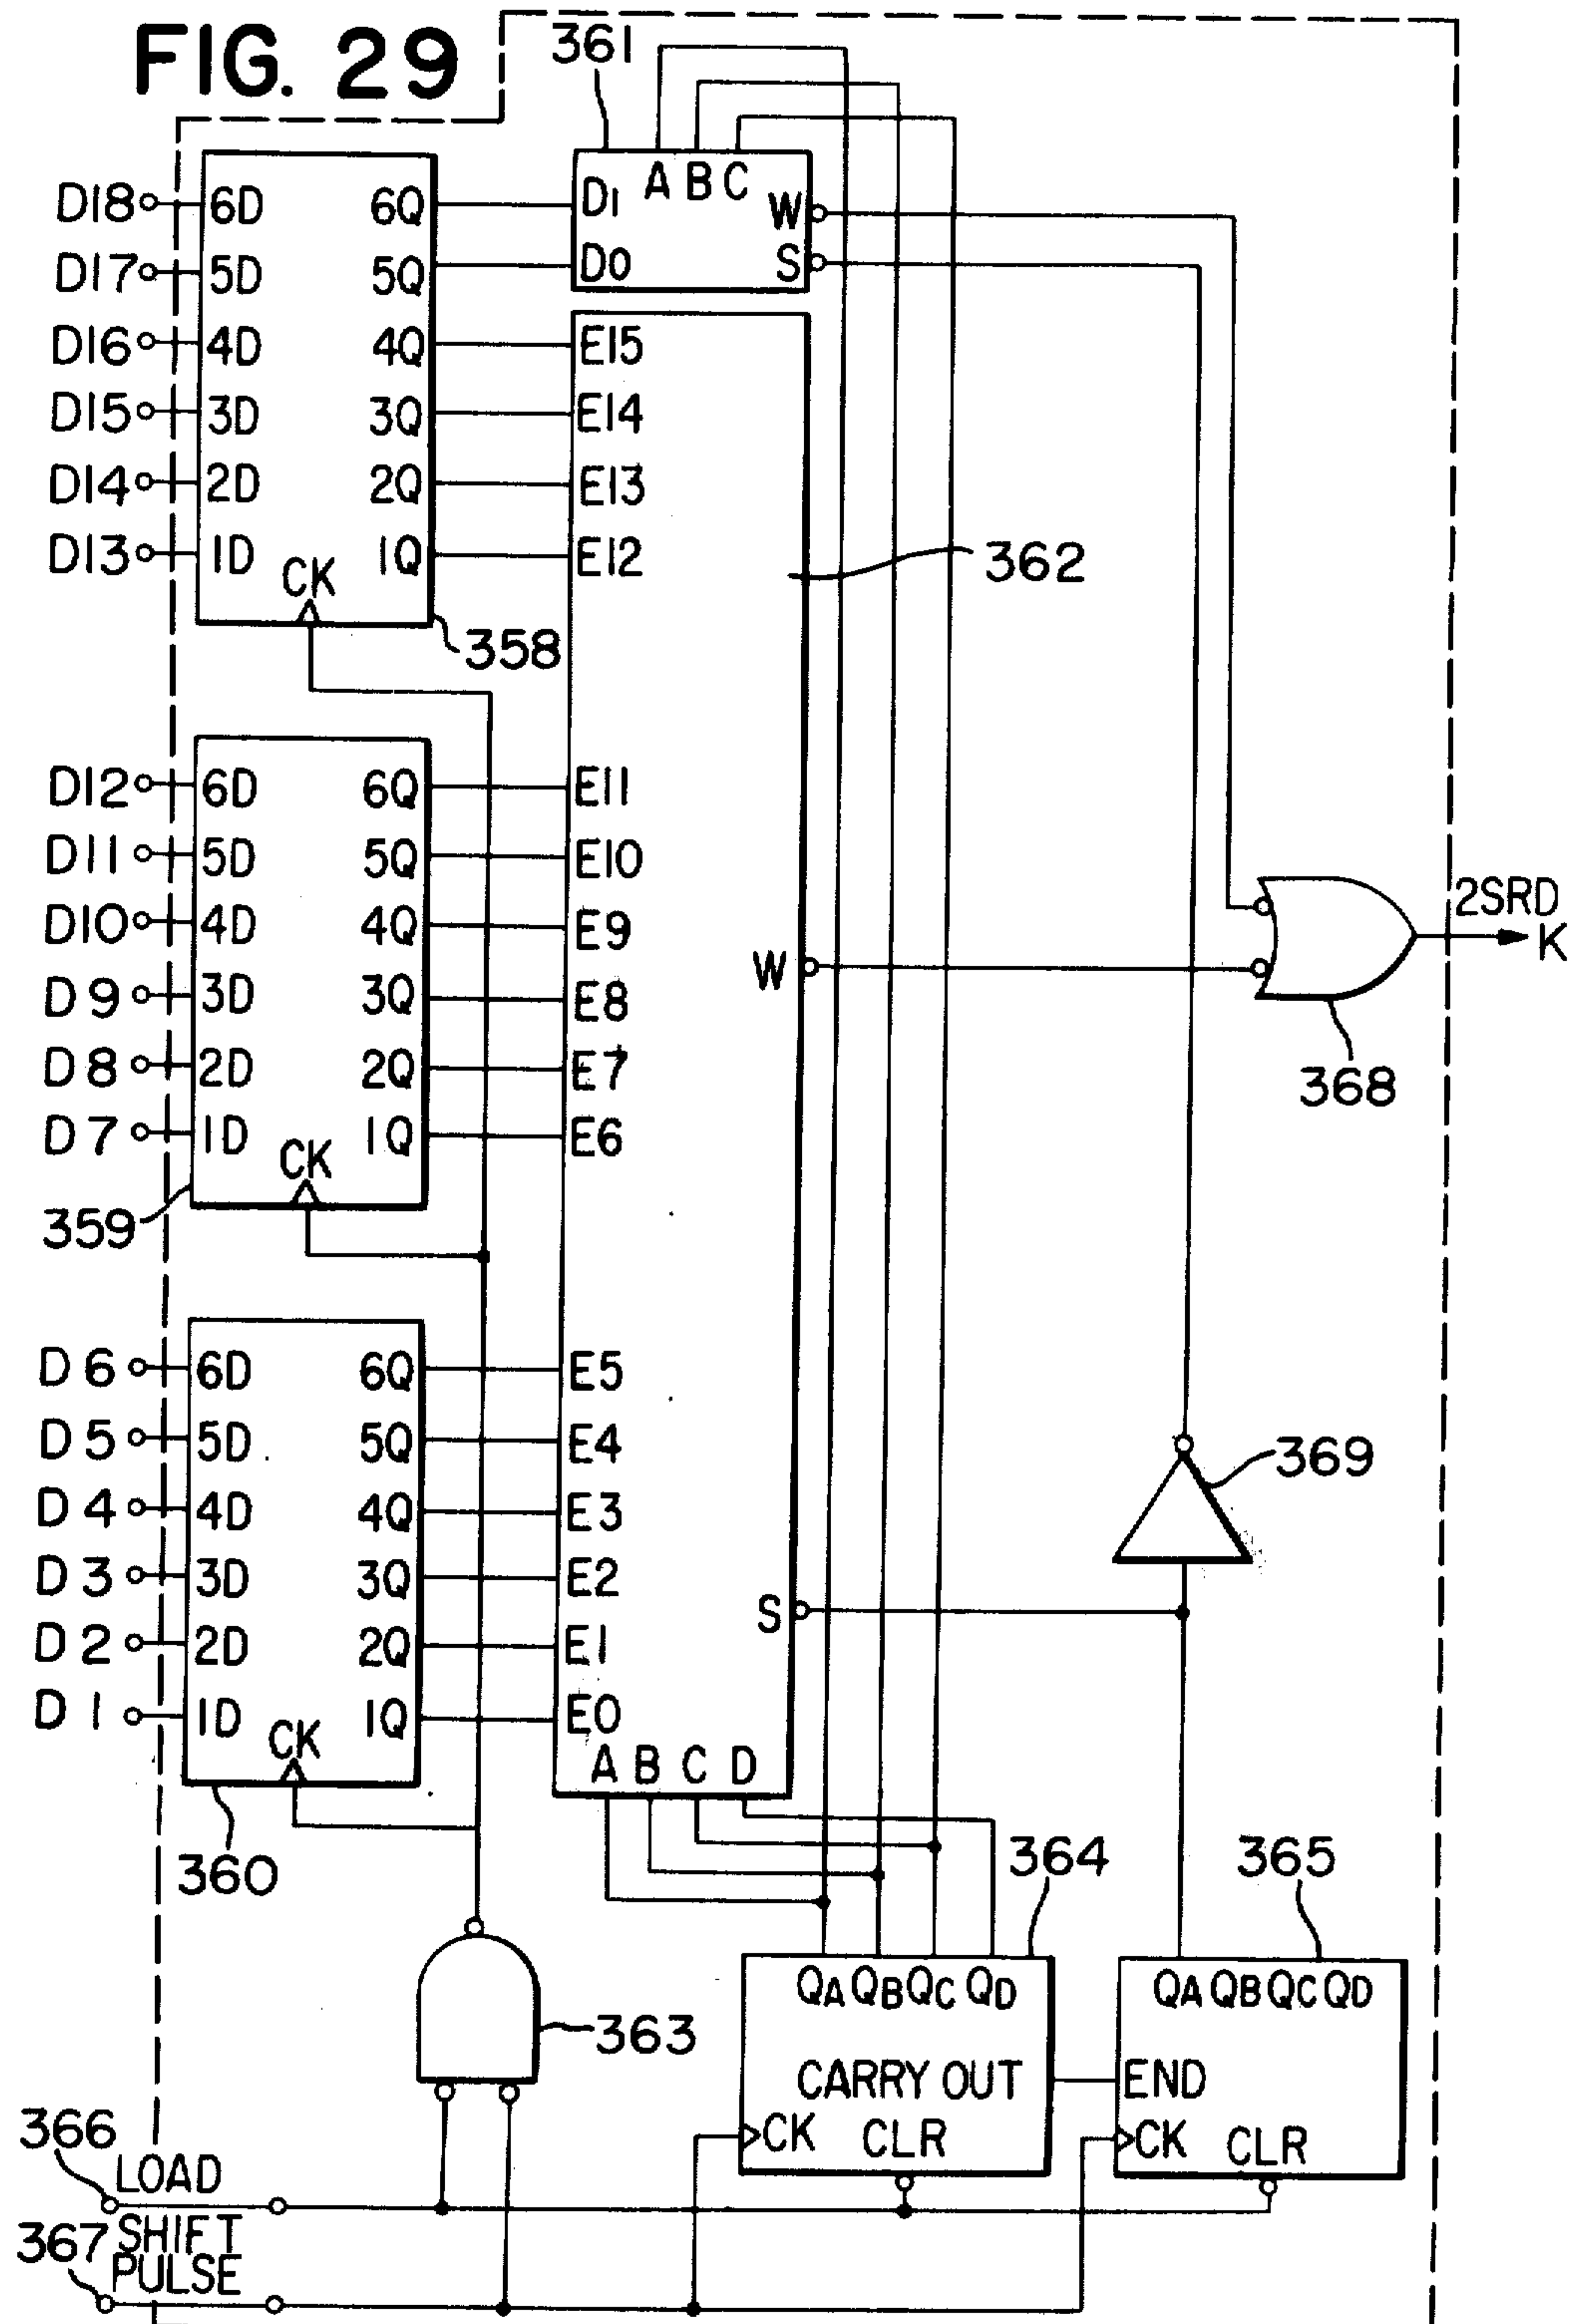 FIG. 29
361
A B C
D18 6D 6Q D1 W
D17 5D 5Q D0 S
D16 4D 4Q E15
D15 3D 3Q E14
D14 2D 2Q E13
D13 1D 1Q E12
CK
362
358
D12 6D 6Q E11
D11 5D 5Q E10
D10 4D 4Q E9
2SRD
K
W
D9 3D 3Q E8
D8 2D 2Q E7
368
D7 1D 1Q E6
CK
359
D6 6D 6Q E5
D5 5D 5Q E4
369
D4 4D 4Q E3
D3 3D 3Q E2
S
D2 2D 2Q E1
D1 1D 1Q E0
CK
A B C D
360
364
365
QA QB QC QD
QA QB QC QD
363
CARRY OUT
END
CK CLR
CK CLR
366
LOAD
367
SHIFT
PULSE